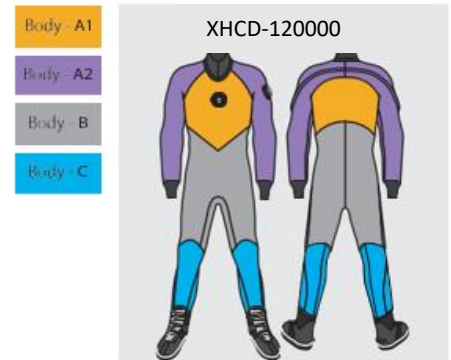 Body - A1
XHCD-120000
Body - A2
Body - B
Body - C